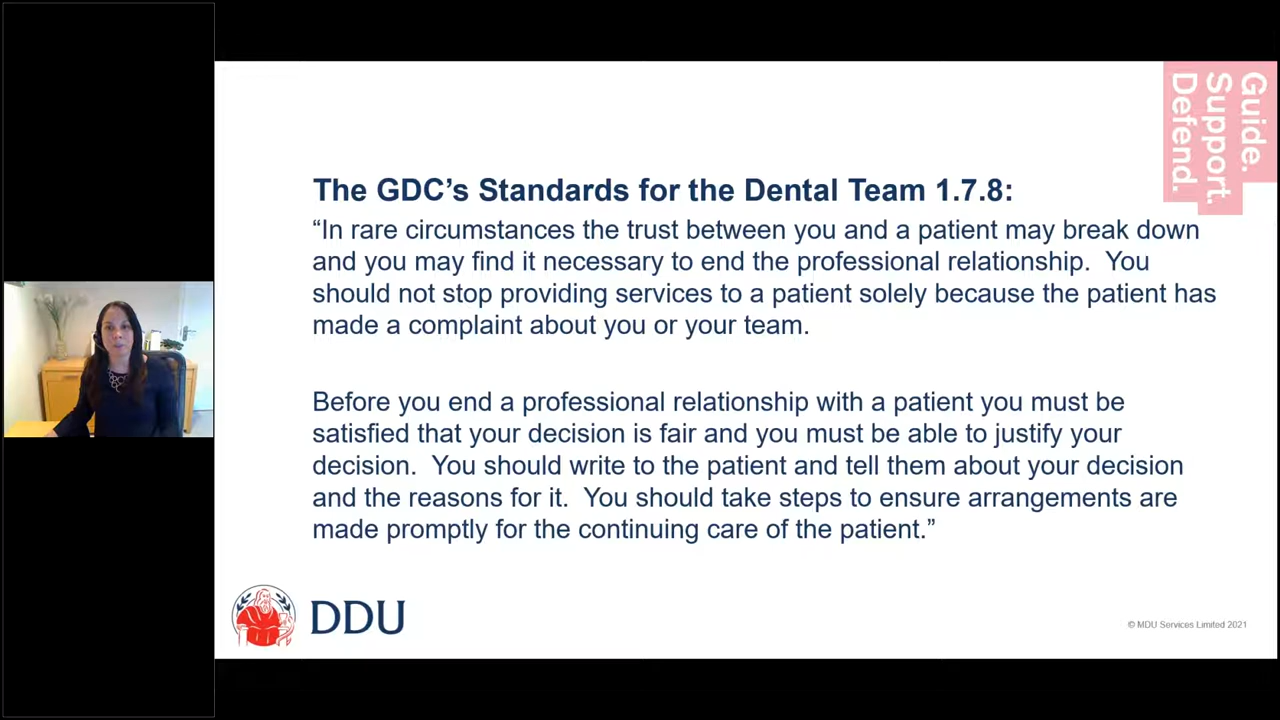 Guide.
Support.
Defend.
The GDC’s Standards for the Dental Team 1.7.8:
“In rare circumstances the trust between you and a patient may break down
and you may find it necessary to end the professional relationship.  You
should not stop providing services to a patient solely because the patient has
made a complaint about you or your team.
Before you end a professional relationship with a patient you must be
satisfied that your decision is fair and you must be able to justify your
decision.  You should write to the patient and tell them about your decision
and the reasons for it.  You should take steps to ensure arrangements are
made promptly for the continuing care of the patient.”
DDU
© MDU Services Limited 2021